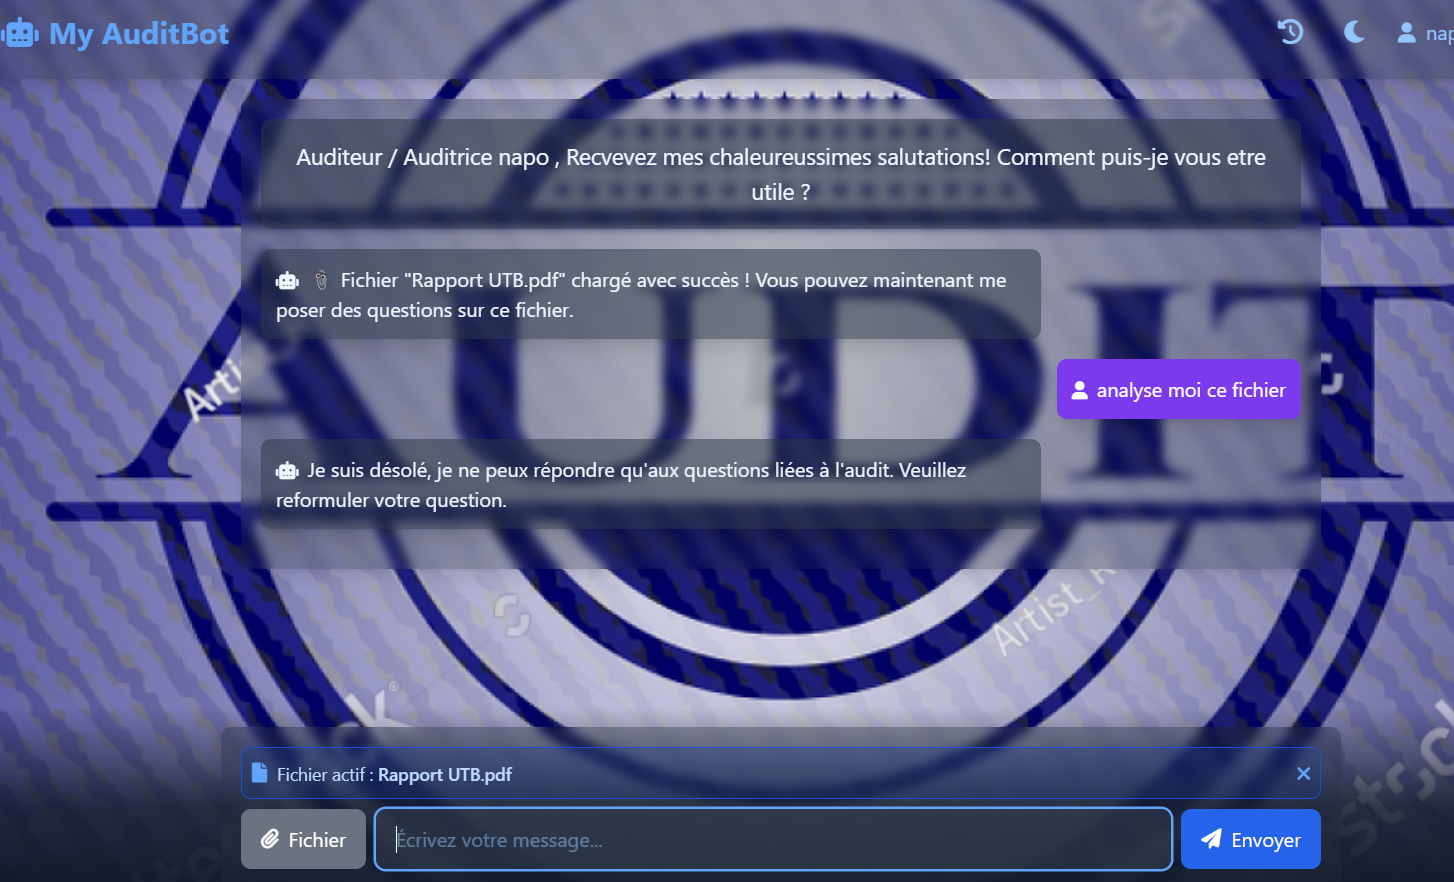 My AuditBot
nap
Auditeur / Auditrice napo , Recvevez mes chaleureussimes salutations! Comment puis-je vous etre
utile ?
Fichier "Rapport UTB.pdf" chargé avec succès ! Vous pouvez maintenant me
poser des questions sur ce fichier.
analyse moi ce fichier
Je suis désolé, je ne peux répondre qu'aux questions liées à l'audit. Veuillez
reformuler votre question.
AUDIT
Artist_R
Fichier actif : Rapport UTB.pdf
Fichier
Écrivez votre message...
Envoyer